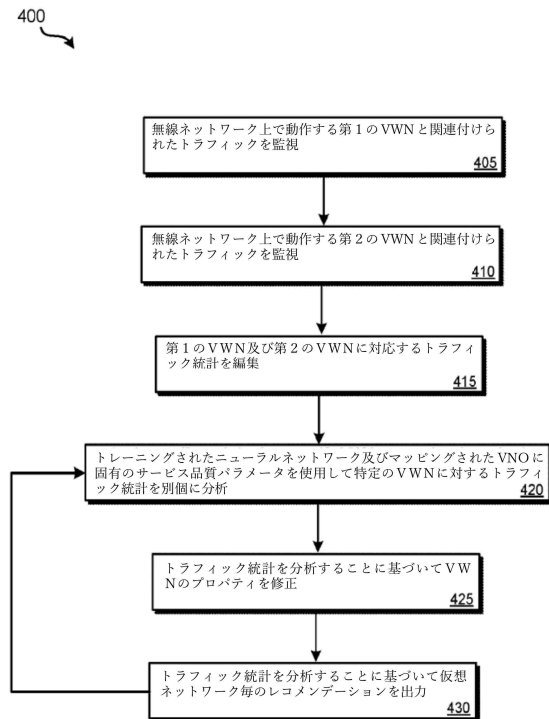 400
無線ネットワーク上で動作する第1のVWNと関連付けら
れたトラフィックを監視
405
無線ネットワーク上で動作する第2のVWNと関連付けら
れたトラフィックを監視
410
第1のVWN及び第2のVWNに対応するトラフィ
ック統計を編集
415
トレーニングされたニューラルネットワーク及びマッピングされたVNOに
固有のサービス品質パラメータを使用して特定のVWNに対するトラフィ
ック統計を別個に分析
420
トラフィック統計を分析することに基づいてVW
Nのプロパティを修正
425
トラフィック統計を分析することに基づいて仮想
ネットワーク毎のレコメンデーションを出力
430